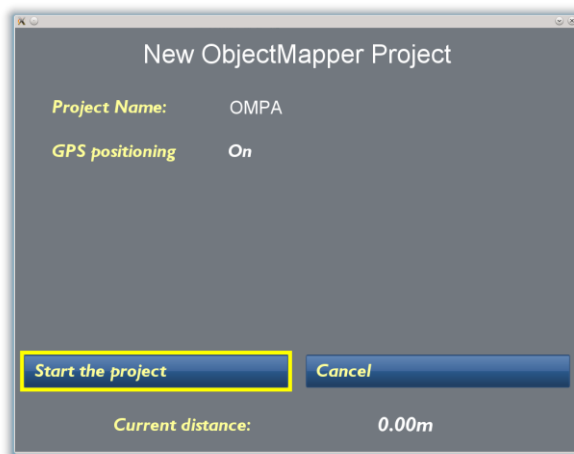 New ObjectMapper Project
Project Name: OMPA
GPS positioning On
Start the project Cancel
Current distance: 0.00m